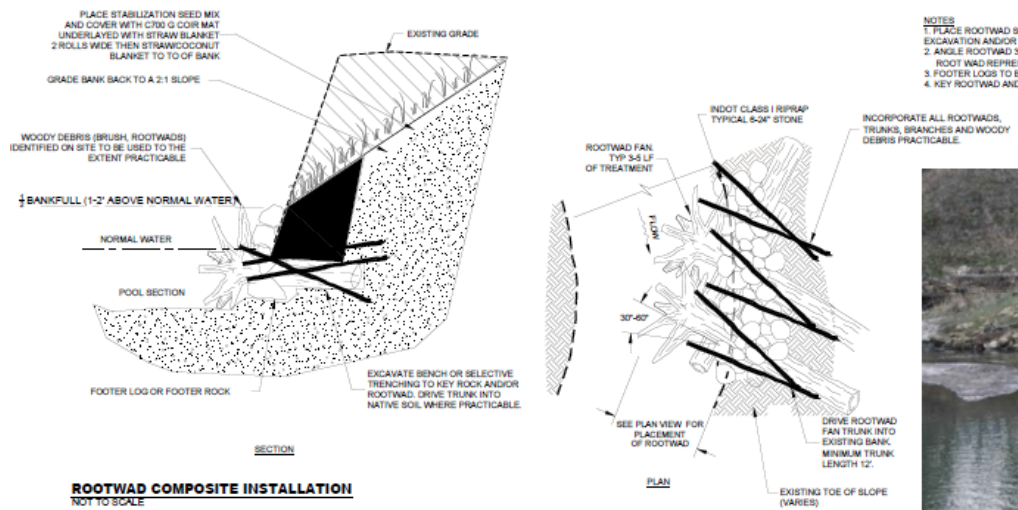 PLACE STABILIZATION SEED MIX
AND COVER WITH C700 G COIR MAT
UNDERLAYED WITH STRAW BLANKET
2 ROLLS WIDE THEN STRAW/COCONUT
BLANKET TO TO OF BANK
GRADE BANK BACK TO A 2:1 SLOPE
WOODY DEBRIS (BRUSH, ROOTWADS)
IDENTIFIED ON SITE TO BE USED TO THE
EXTENT PRACTICABLE
½ BANKFULL (1-2' ABOVE NORMAL WATER)
NORMAL WATER
POOL SECTION
FOOTER LOG OR FOOTER ROCK
EXISTING GRADE
EXCAVATE BENCH OR SELECTIVE
TRENCHING TO KEY ROCK AND/OR
ROOTWAD. DRIVE TRUNK INTO
NATIVE SOIL WHERE PRACTICABLE.
SECTION
ROOTWAD COMPOSITE INSTALLATION
NOT TO SCALE
INDOT CLASS I RIPRAP
TYPICAL 6-24" STONE
ROOTWAD FAN.
TYP 3-5 LF
OF TREATMENT
FLOW
30°-60°
SEE PLAN VIEW FOR
PLACEMENT
OF ROOTWAD
PLAN
INCORPORATE ALL ROOTWADS,
TRUNKS, BRANCHES AND WOODY
DEBRIS PRACTICABLE.
DRIVE ROOTWAD
FAN TRUNK INTO
EXISTING BANK.
MINIMUM TRUNK
LENGTH 12'.
EXISTING TOE OF SLOPE
(VARIES)
NOTES
1. PLACE ROOTWAD S
EXCAVATION AND/OR
2. ANGLE ROOTWAD 3
ROOT WAD REPRE
3. FOOTER LOGS TO B
4. KEY ROOTWAD AND